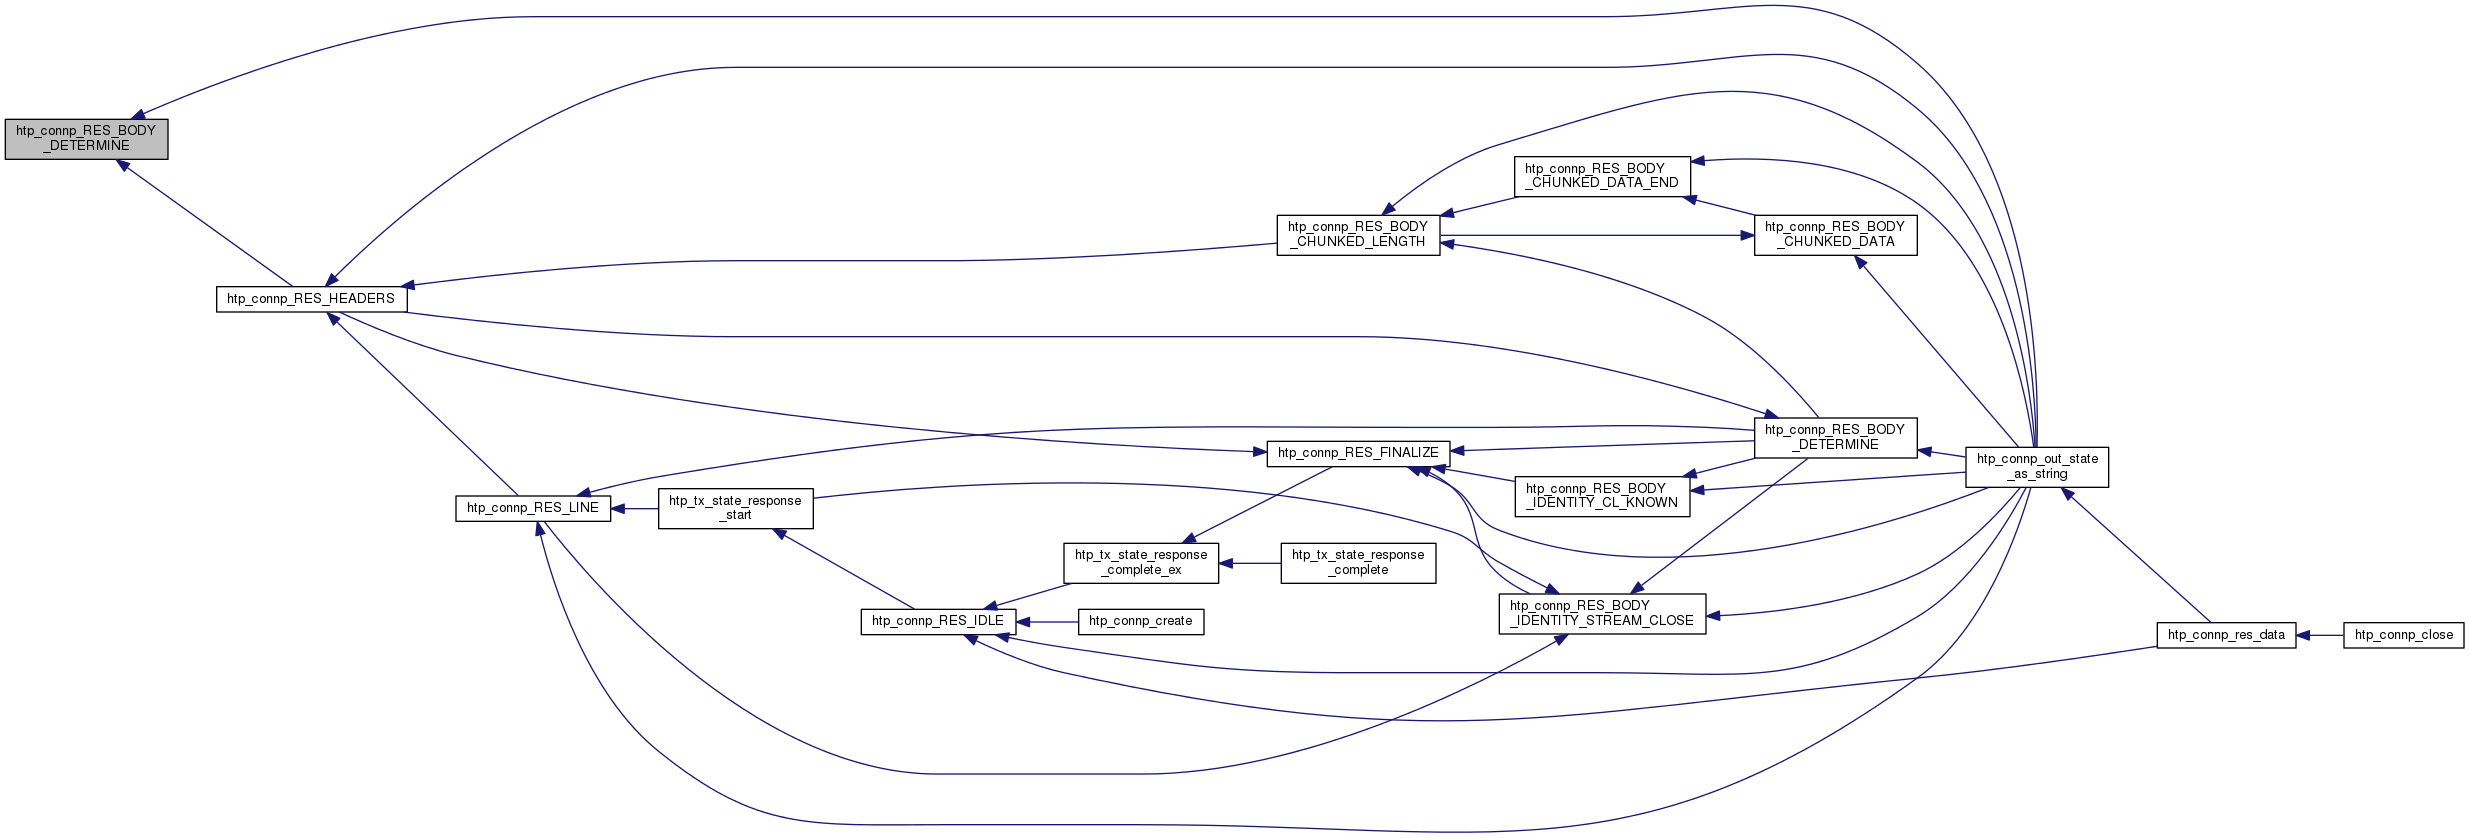 htp_connp_RES_BODY
_DETERMINE
htp_connp_RES_HEADERS
htp_connp_RES_LINE
htp_tx_state_response
_start
htp_connp_RES_IDLE
htp_tx_state_response
_complete_ex
htp_connp_create
htp_connp_RES_BODY
_CHUNKED_LENGTH
htp_connp_RES_FINALIZE
htp_tx_state_response
_complete
htp_connp_RES_BODY
_CHUNKED_DATA_END
htp_connp_RES_BODY
_IDENTITY_CL_KNOWN
htp_connp_RES_BODY
_IDENTITY_STREAM_CLOSE
htp_connp_RES_BODY
_CHUNKED_DATA
htp_connp_RES_BODY
_DETERMINE
htp_connp_out_state
_as_string
htp_connp_res_data
htp_connp_close